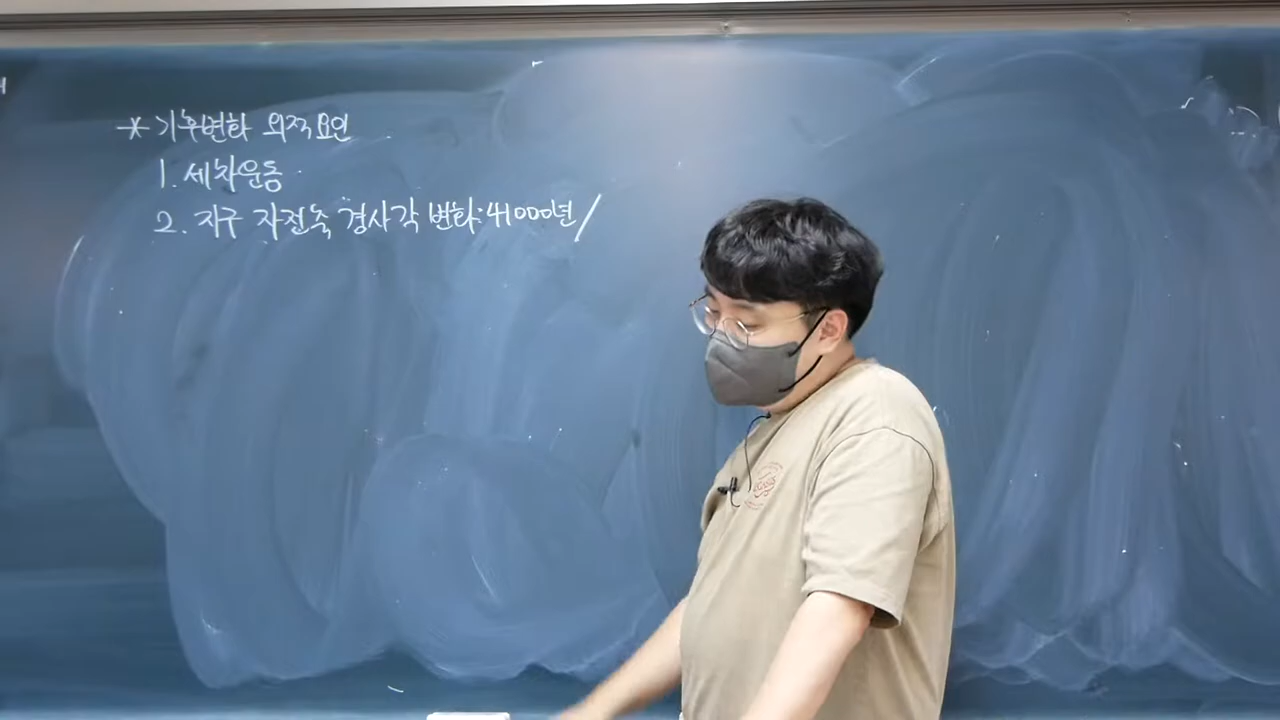 * 기후변화 외적요인
1. 세차운동
2. 지구 자전축 경사각 변화:41000년/